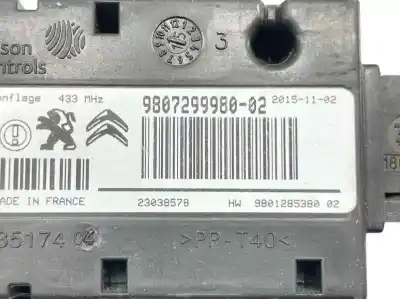 son
ontrols
3
nflage 433 MHz
9807299980-02 2015-11-02
ADE IN FRANCE
23038578 HW 9801285380 02
35174 04 >PP-T40<